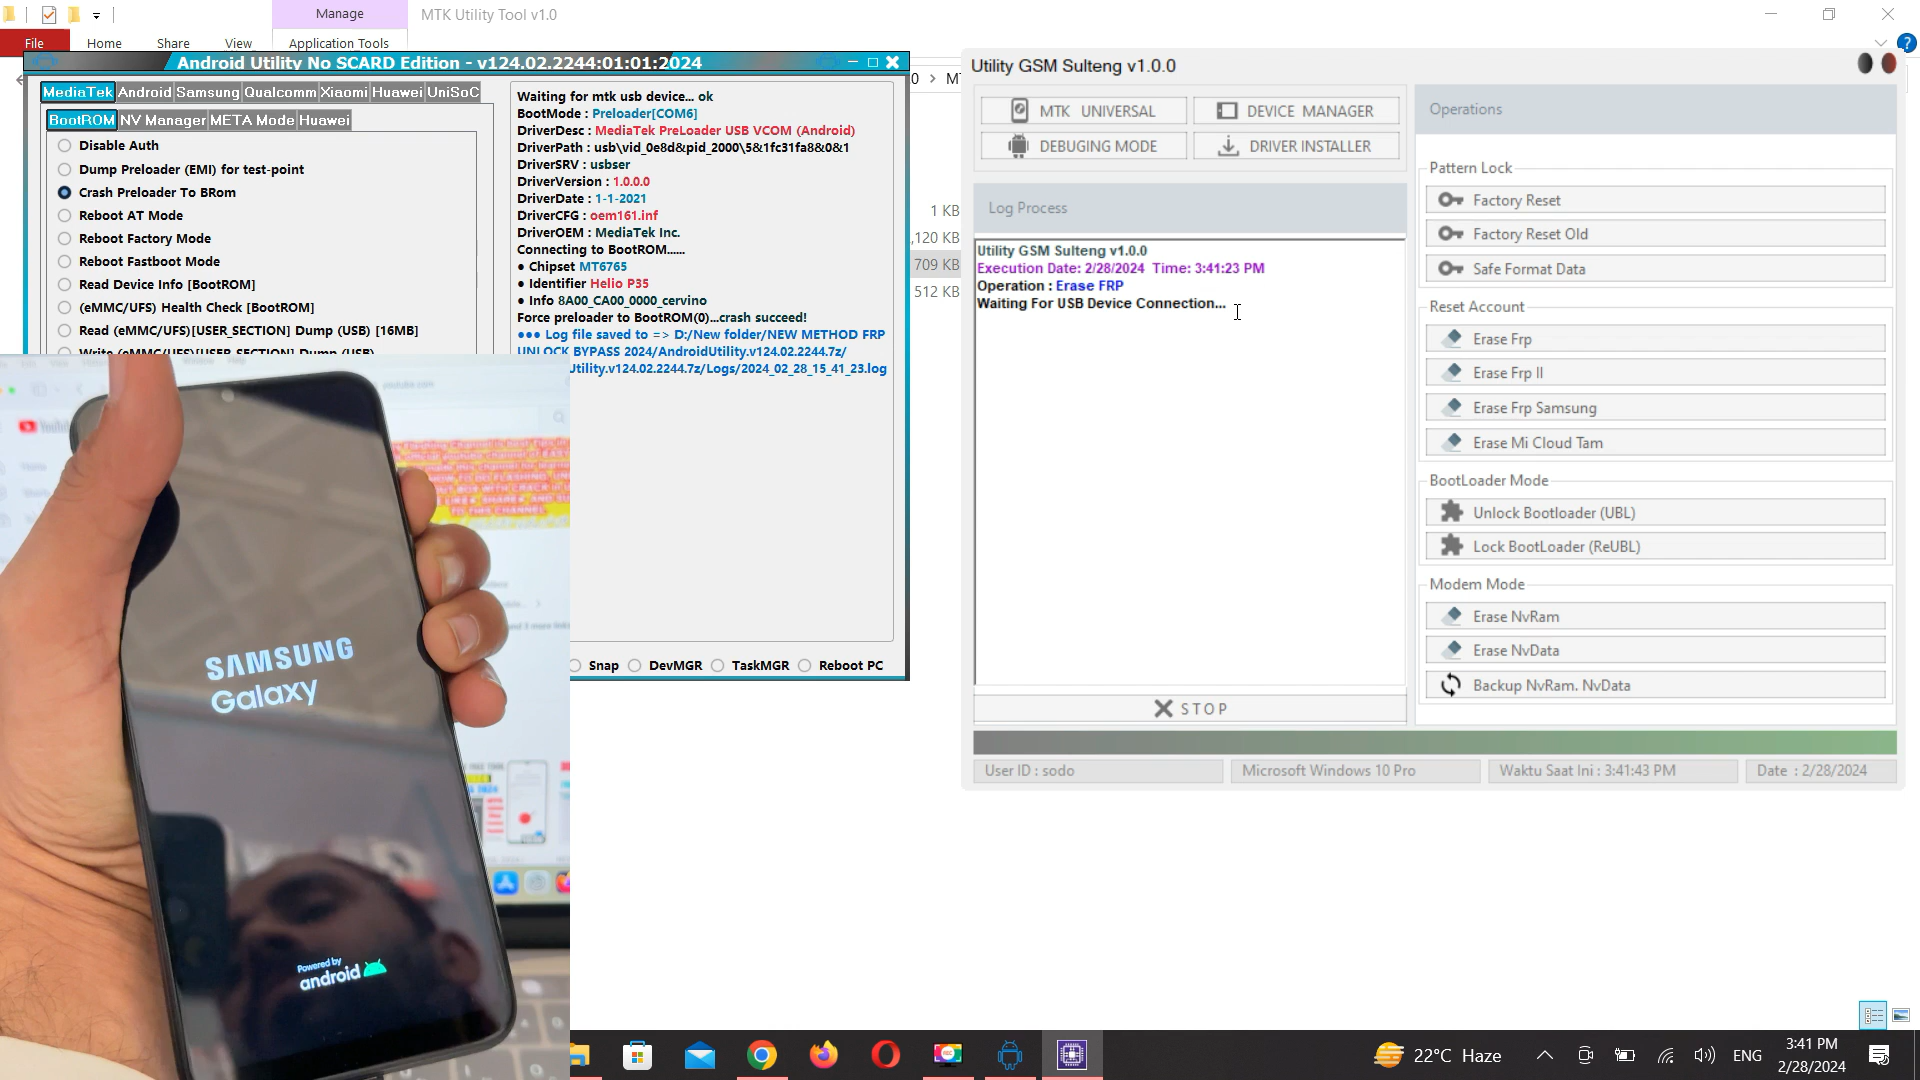 Manage
MTK Utility Tool v1.0
File
Home
Share
View
Application Tools
Android Utility No SCARD Edition - v124.02.2244:01:01:2024
MediaTek Android Samsung Qualcomm Xiaomi Huawei UniSoC
BootROM NV Manager META Mode Huawei
Disable Auth
Dump Preloader (EMI) for test-point
Crash Preloader To BRom
Reboot AT Mode
Reboot Factory Mode
Reboot Fastboot Mode
Read Device Info [BootROM]
(eMMC/UFS) Health Check [BootROM]
Read (eMMC/UFS)[USER_SECTION] Dump (USB) [16MB]
Write (eMMC/UFS)[USER_SECTION] Dump (USB)
Waiting for mtk usb device... ok
BootMode : Preloader[COM6]
DriverDesc : MediaTek PreLoader USB VCOM (Android)
DriverPath : usb\vid_0e8d&pid_2000\5&1fc31fa8&0&1
DriverSRV : usbser
DriverVersion : 1.0.0.0
DriverDate : 1-1-2021
DriverCFG : oem161.inf
DriverOEM : MediaTek Inc.
Connecting to BootROM......
● Chipset MT6765
● Identifier Helio P35
● Info 8A00_CA00_0000_cervino
Force preloader to BootROM(0)...crash succeed!
●●● Log file saved to => D:/New folder/NEW METHOD FRP
UNLOCK BYPASS 2024/AndroidUtility.v124.02.2244.7z/
Utility.v124.02.2244.7z/Logs/2024_02_28_15_41_23.log
Snap
DevMGR
TaskMGR
Reboot PC
0 > MT
1 KB
,120 KB
709 KB
512 KB
Utility GSM Sulteng v1.0.0
MTK UNIVERSAL
DEVICE MANAGER
DEBUGING MODE
DRIVER INSTALLER
Log Process
Utility GSM Sulteng v1.0.0
Execution Date: 2/28/2024 Time: 3:41:23 PM
Operation : Erase FRP
Waiting For USB Device Connection...
STOP
Operations
Pattern Lock
Factory Reset
Factory Reset Old
Safe Format Data
Reset Account
Erase Frp
Erase Frp II
Erase Frp Samsung
Erase Mi Cloud Tam
BootLoader Mode
Unlock Bootloader (UBL)
Lock BootLoader (ReUBL)
Modem Mode
Erase NvRam
Erase NvData
Backup NvRam. NvData
User ID : sodo
Microsoft Windows 10 Pro
Waktu Saat Ini : 3:41:43 PM
Date : 2/28/2024
SAMSUNG
Galaxy
Powered by
android
22°C Haze
ENG
3:41 PM
2/28/2024